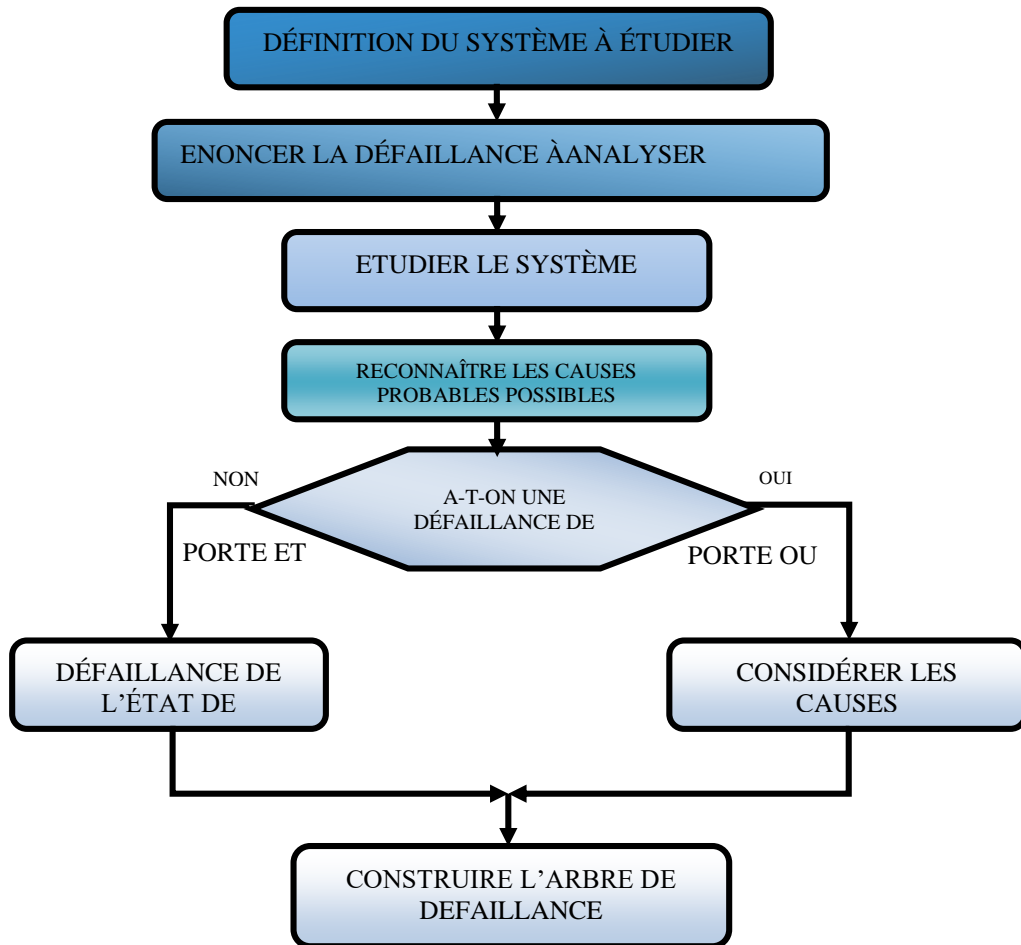 DÉFINITION DU SYSTÈME À ÉTUDIER
ENONCER LA DÉFAILLANCE ÀANALYSER
ETUDIER LE SYSTÈME
RECONNAÎTRE LES CAUSES
PROBABLES POSSIBLES
NON
OUI
A-T-ON UNE
DÉFAILLANCE DE
PORTE ET
PORTE OU
DÉFAILLANCE DE
L’ÉTAT DE
CONSIDÉRER LES
CAUSES
CONSTRUIRE L’ARBRE DE
DEFAILLANCE